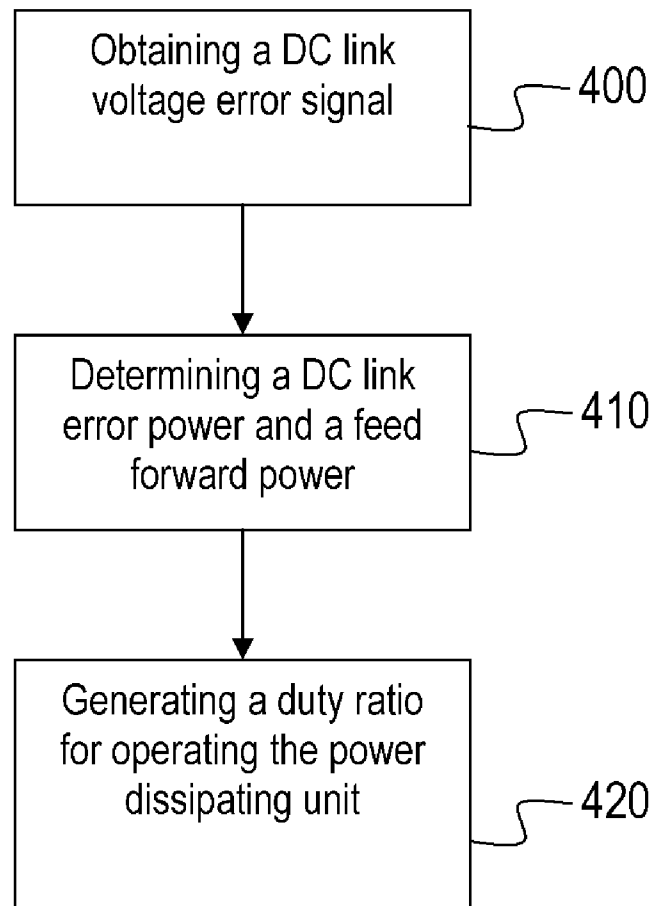 Obtaining a DC link
voltage error signal
400
Determining a DC link
error power and a feed
forward power
410
Generating a duty ratio
for operating the power
dissipating unit
420